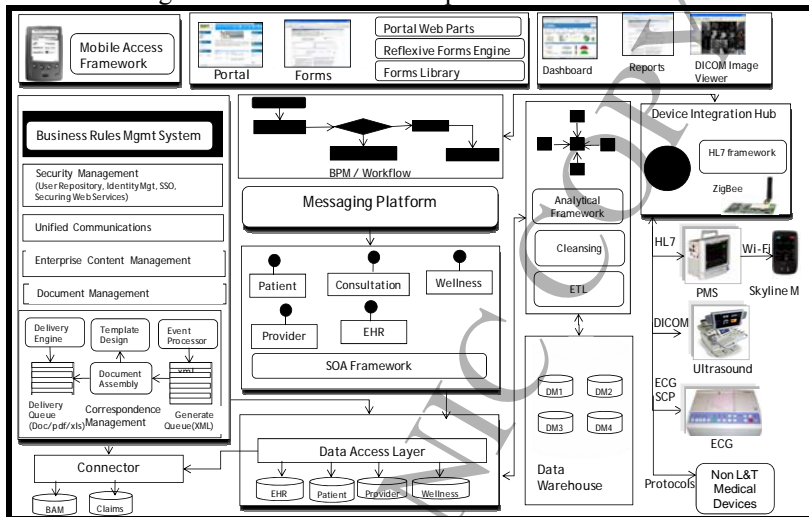 Mobile Access
Framework
Portal
Forms
Portal Web Parts
Reflexive Forms Engine
Forms Library
Dashboard
Reports
DICOM Image
Viewer
Business Rules Mgmt System
Security Management
(User Repository, Identity Mgt, SSO,
Securing Web Services)
Unified Communications
Enterprise Content Management
Document Management
Delivery
Engine
Template
Design
Event
Processor
Document
Assembly
xml
Delivery
Queue
(Doc/pdf/xls)
Correspondence
Management
Generate
Queue(XML)
Connector
BAM
Claims
BPM / Workflow
Messaging Platform
Patient
Consultation
Wellness
Provider
EHR
SOA Framework
Data Access Layer
EHR
Patient
Provider
Wellness
Analytical
Framework
Cleansing
ETL
DM1
DM2
DM3
DM4
Data
Warehouse
Device Integration Hub
HL7 framework
ZigBee
HL7
Wi-Fi
PMS
Skyline M
DICOM
Ultrasound
ECG
SCP
ECG
Protocols
Non L&T
Medical
Devices